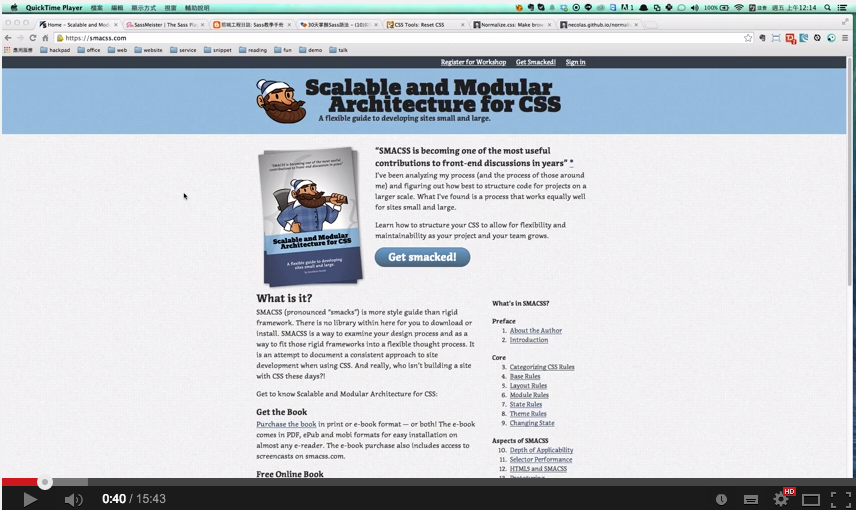 QuickTime Player 檔案 編輯 顯示方式 視窗 輔助說明
100% 注音 週五上午12:14
Home – Scalable and Mod
SassMeister | The Sass Pla
前端工程日誌: Sass教學手冊
CSS Tools: Reset CSS
Normalize.css: Make brow
necolas.github.io/normali
https://smacss.com
應用服務 hackpad office web website service snippet reading fun demo talk
Register for Workshop Get Smacked! Sign in
Scalable and Modular
Architecture for CSS
A flexible guide to developing sites small and large.
"SMACSS is becoming one of the most useful
contributions to front-end discussions in years" *
I've been analyzing my process (and the process of those around
me) and figuring out how best to structure code for projects on a
larger scale. What I've found is a process that works equally well
for sites small and large.
Learn how to structure your CSS to allow for flexibility and
maintainability as your project and your team grows.
Get smacked!
"SMACSS is becoming one of the most useful
contributions to front-end discussions in years"
Scalable and Modular
Architecture for CSS
A flexible guide to developing
sites small and large
What is it?
SMACSS (pronounced "smacks") is more style guide than rigid
framework. There is no library within here for you to download or
install. SMACSS is a way to examine your design process and as a
way to fit those rigid frameworks into a flexible thought process. It
is an attempt to document a consistent approach to site
development when using CSS. And really, who isn't building a site
with CSS these days?!
Get to know Scalable and Modular Architecture for CSS:
Get the Book
Purchase the book in print or e-book format — or both! The e-book
comes in PDF, ePub and mobi formats for easy installation on
almost any e-reader. The e-book purchase also includes access to
screencasts on smacss.com.
Free Online Book
What's in SMACSS?
Preface
1. About the Author
2. Introduction
Core
3. Categorizing CSS Rules
4. Base Rules
5. Layout Rules
6. Module Rules
7. State Rules
8. Theme Rules
9. Changing State
Aspects of SMACSS
10. Depth of Applicability
11. Selector Performance
12. HTML5 and SMACSS
0:40 / 15:43
HD